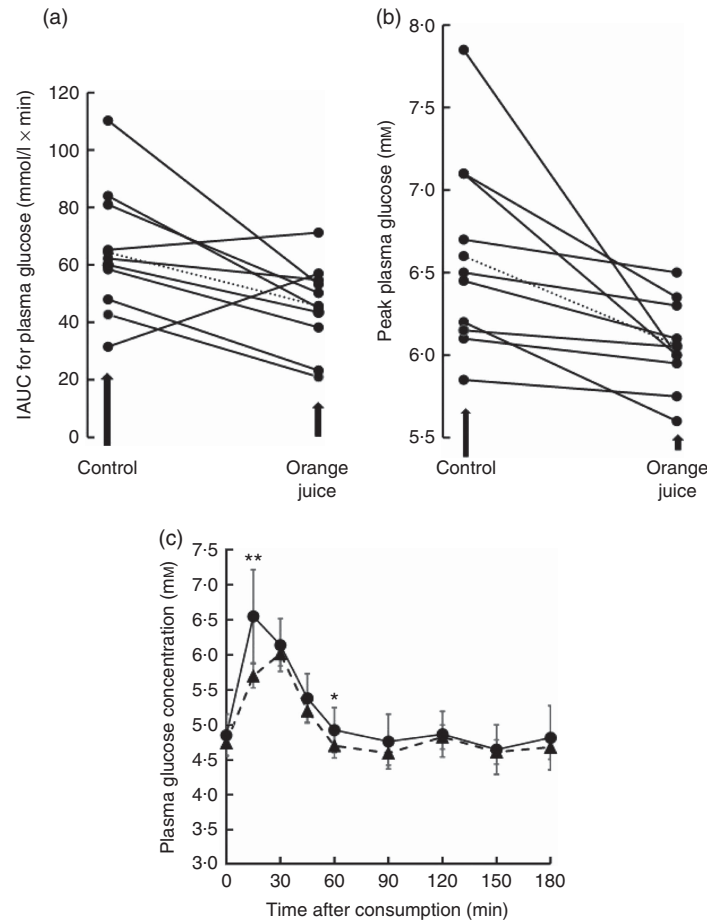 (a)
IAUC for plasma glucose (mmol/l × min)
120
100
80
60
40
20
0
Control
Orange
juice
(b)
Peak plasma glucose (mM)
8·0
7·5
7·0
6·5
6·0
5·5
Control
Orange
juice
(c)
Plasma glucose concentration (mM)
7·5
7·0
6·5
6·0
5·5
5·0
4·5
4·0
3·5
3·0
**
*
0
30
60
90
120
150
180
Time after consumption (min)